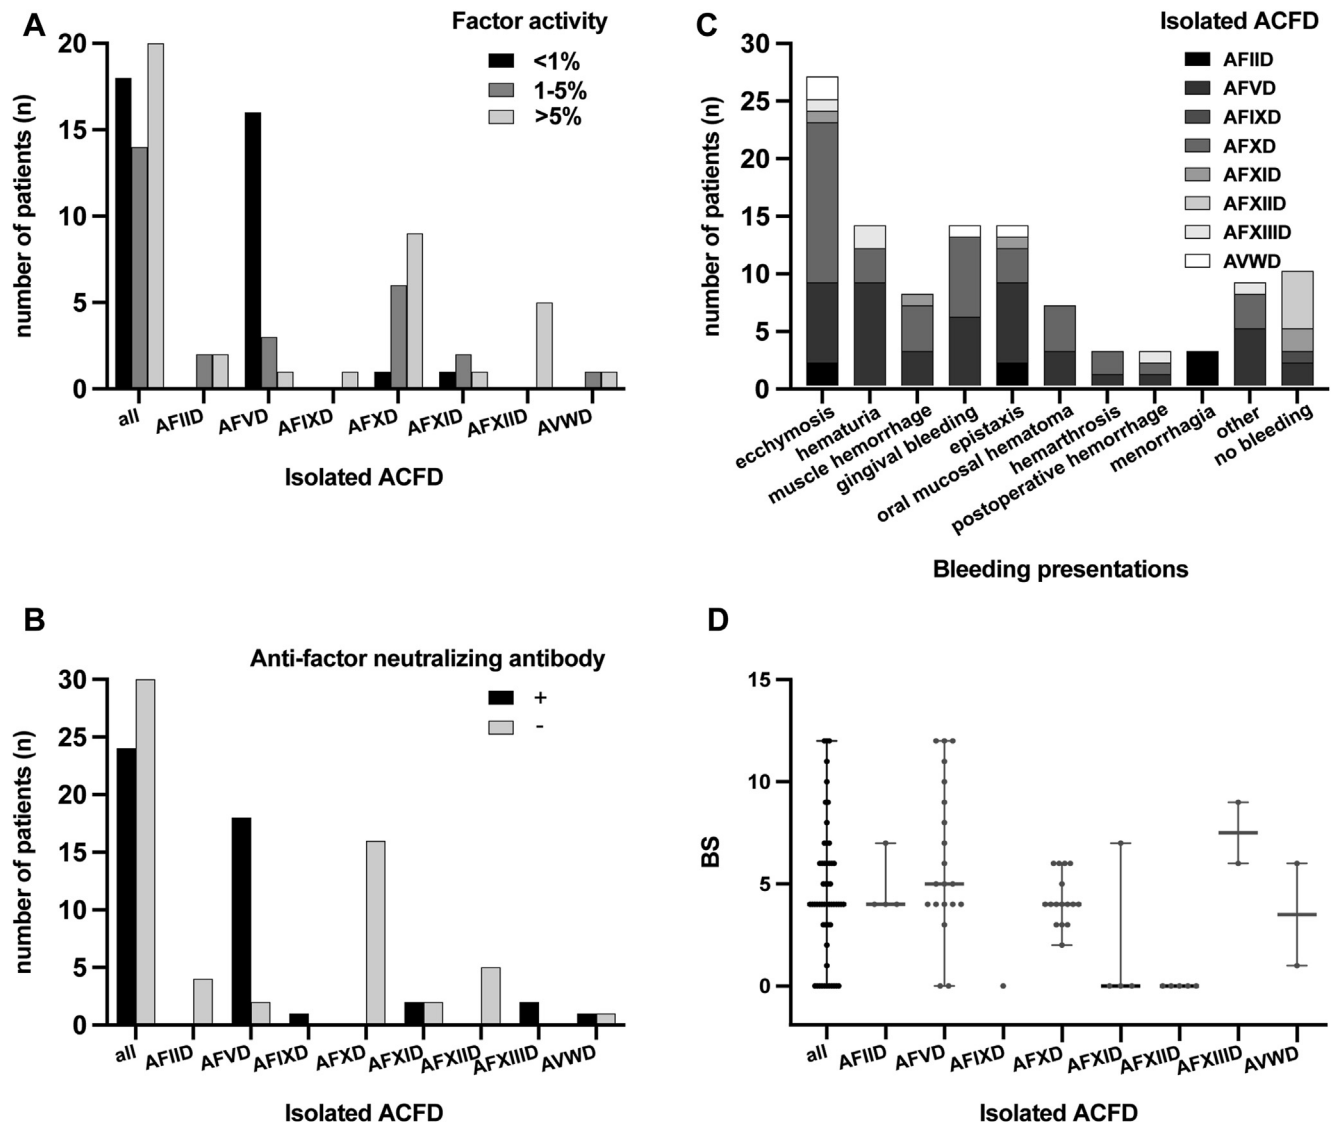 A
Factor activity
<1%
1-5%
>5%
number of patients (n)
20
15
10
5
0
all
AFIID
AFVD
AFIXD
AFXD
AFXID
AFXIID
AVWD
Isolated ACFD
C
Isolated ACFD
AFIID
AFVD
AFIXD
AFXD
AFXID
AFXIID
AFXIIID
AVWD
number of patients (n)
30
25
20
15
10
5
0
ecchymosis
hematuria
muscle hemorrhage
gingival bleeding
epistaxis
oral mucosal hematoma
hemarthrosis
postoperative hemorrhage
menorrhagia
other
no bleeding
Bleeding presentations
B
Anti-factor neutralizing antibody
+
-
number of patients (n)
30
25
20
15
10
5
0
all
AFIID
AFVD
AFIXD
AFXD
AFXID
AFXIID
AFXIIID
AVWD
Isolated ACFD
D
BS
15
10
5
0
all
AFIID
AFVD
AFIXD
AFXD
AFXID
AFXIID
AFXIIID
AVWD
Isolated ACFD